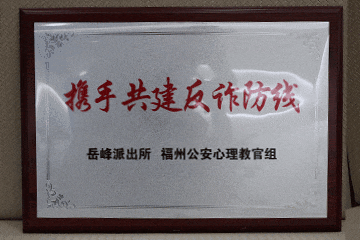 携手共建反诈防线
岳峰派出所 福州公安心理教官组